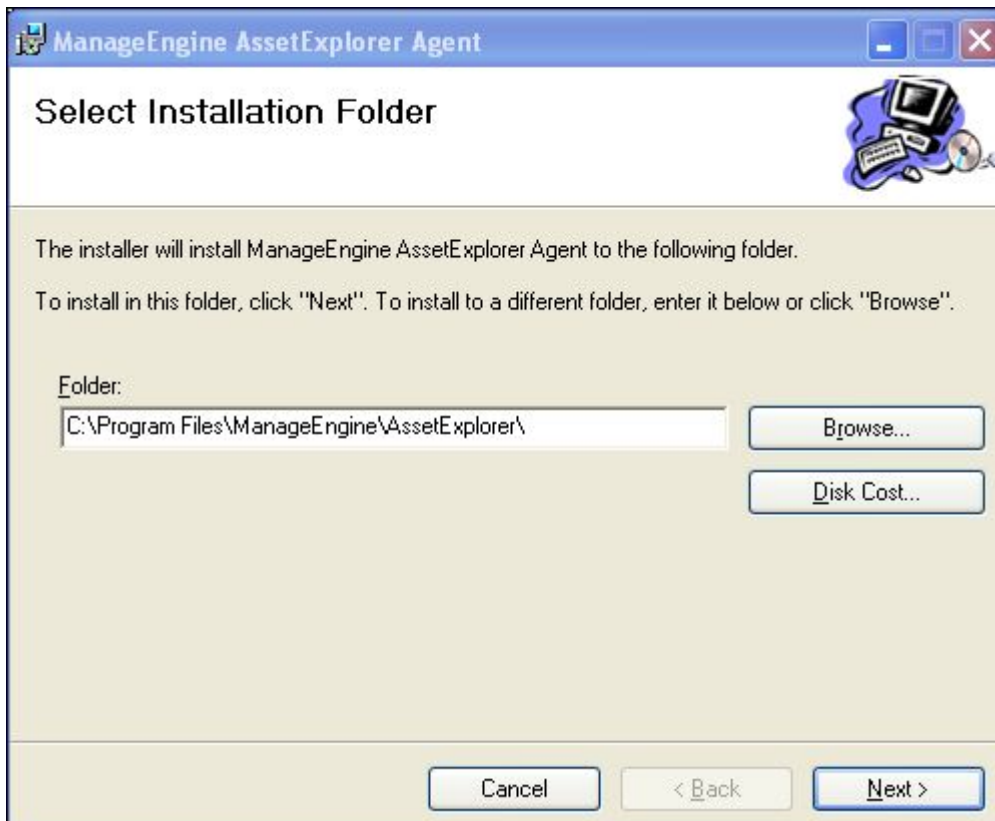 ManageEngine AssetExplorer Agent
Select Installation Folder
The installer will install ManageEngine AssetExplorer Agent to the following folder.
To install in this folder, click "Next". To install to a different folder, enter it below or click "Browse".
Folder:
C:\Program Files\ManageEngine\AssetExplorer\
Browse...
Disk Cost...
Cancel
< Back
Next >